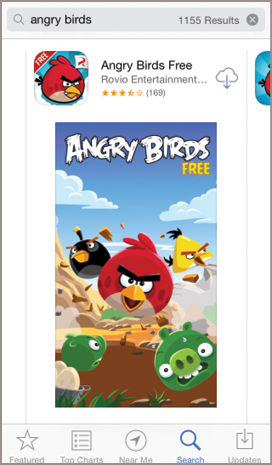 angry birds 1155 Results
FREE
Angry Birds Free
Rovio Entertainment...
(169)
ANGRY BIRDS
FREE
Featured Top Charts Near Me Search Updates